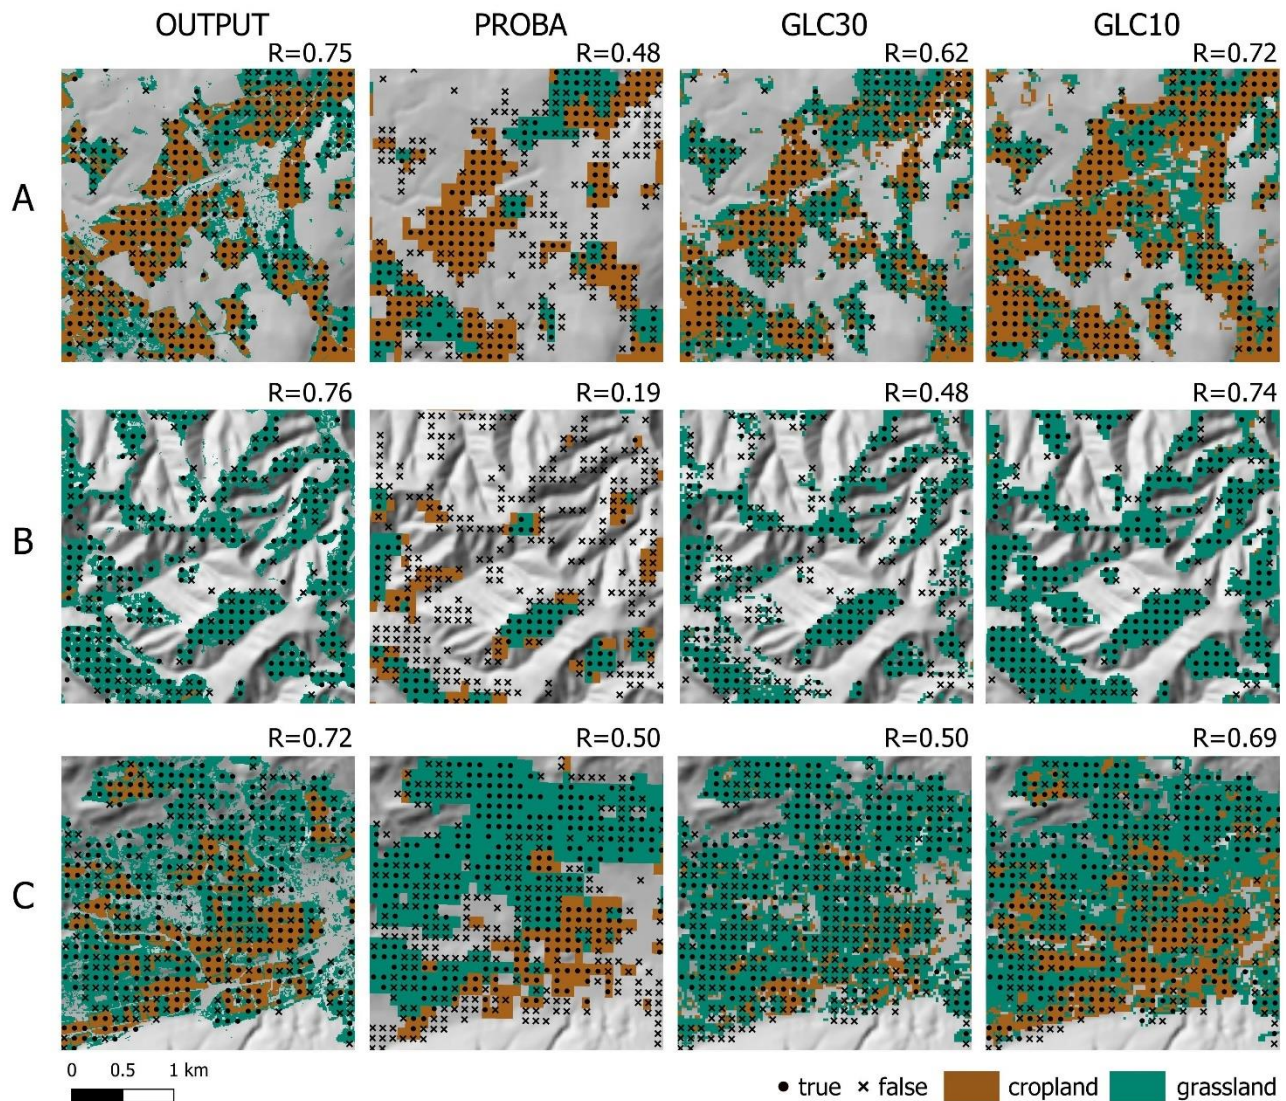 OUTPUT PROBA GLC30 GLC10
R=0.75 R=0.48 R=0.62 R=0.72
A
R=0.76 R=0.19 R=0.48 R=0.74
B
R=0.72 R=0.50 R=0.50 R=0.69
C
0 0.5 1 km
true false cropland grassland